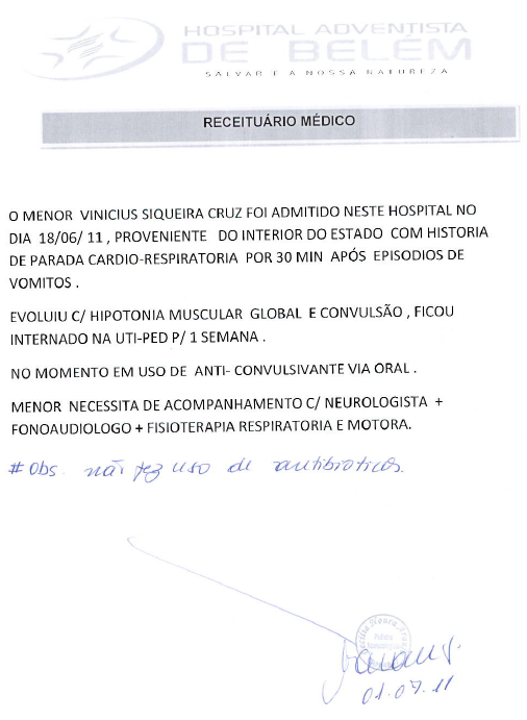 HOSPITAL ADVENTISTA
DE BELÉM
SALVAR É A NOSSA NATUREZA
RECEITUÁRIO MÉDICO
O MENOR VINICIUS SIQUEIRA CRUZ FOI ADMITIDO NESTE HOSPITAL NO
DIA 18/06/ 11 , PROVENIENTE DO INTERIOR DO ESTADO COM HISTORIA
DE PARADA CARDIO-RESPIRATORIA POR 30 MIN APÓS EPISODIOS DE
VOMITOS .
EVOLUIU C/ HIPOTONIA MUSCULAR GLOBAL E CONVULSÃO , FICOU
INTERNADO NA UTI-PED P/ 1 SEMANA .
NO MOMENTO EM USO DE ANTI- CONVULSIVANTE VIA ORAL .
MENOR NECESSITA DE ACOMPANHAMENTO C/ NEUROLOGISTA +
FONOAUDIOLOGO + FISIOTERAPIA RESPIRATORIA E MOTORA.
# Obs. não fez uso de antibioticos.
01.07.11